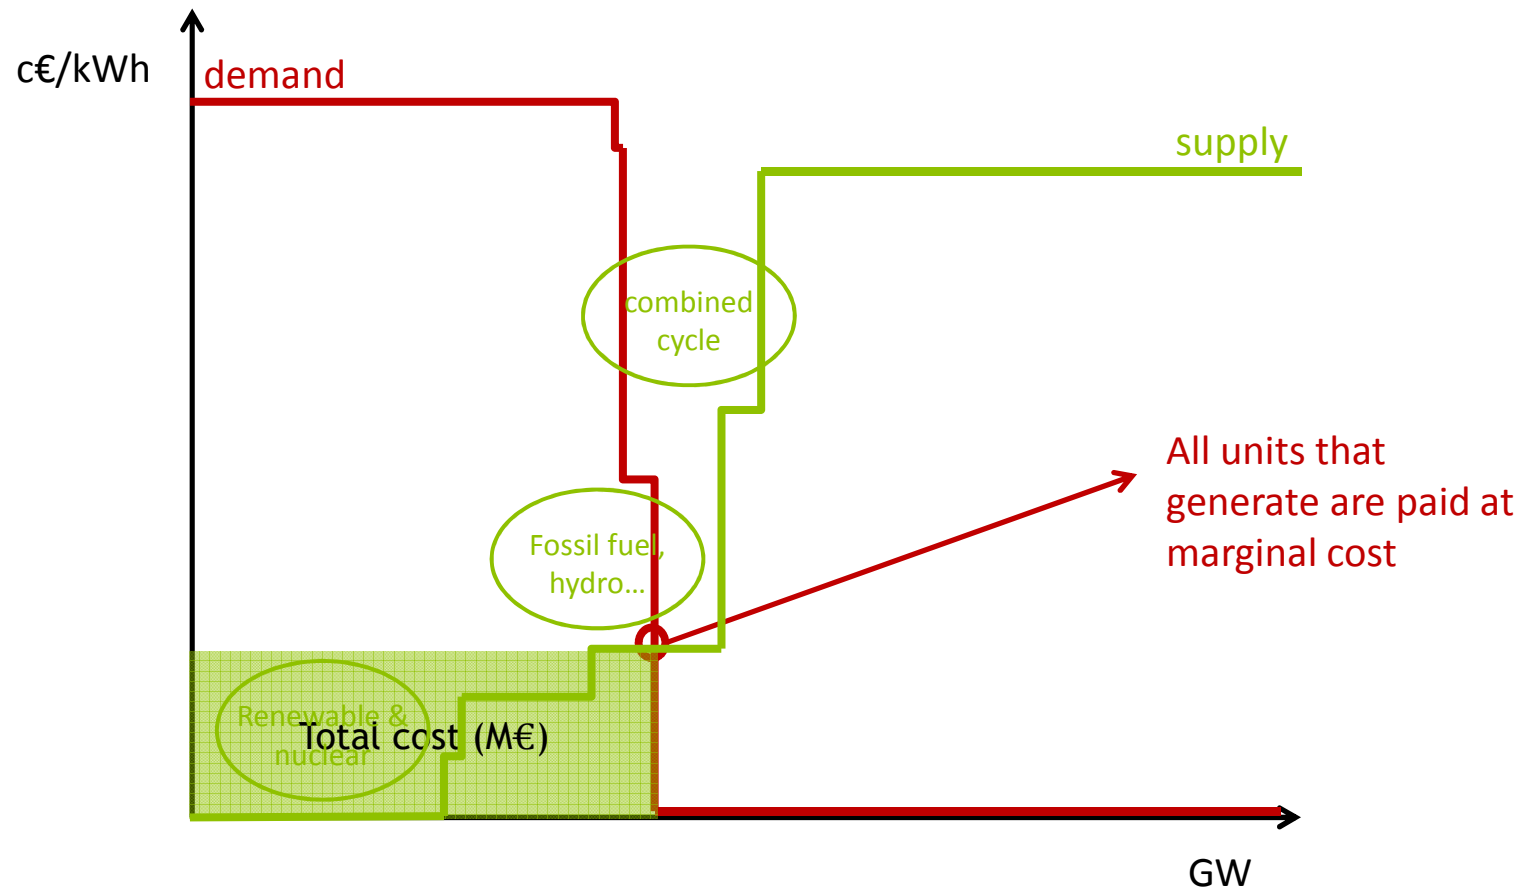 c€/kWh
demand
supply
combined
cycle
All units that
generate are paid at
marginal cost
Fossil fuel,
hydro...
Renewable &
nuclear
Total cost (M€)
GW